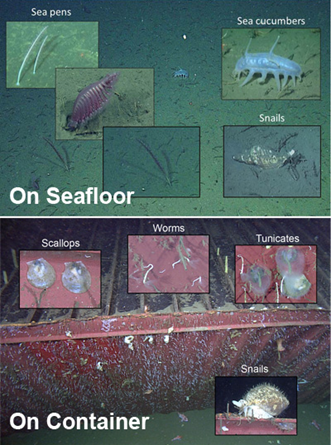 Sea pens
Sea cucumbers
Snails
On Seafloor
Scallops
Worms
Tunicates
Snails
On Container